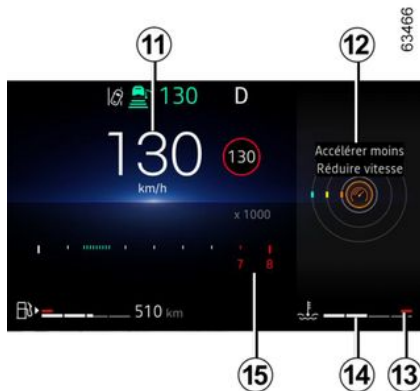 63466
11
12
130
D
130
km/h
130
Accélérer moins
Réduire vitesse
x 1000
7
8
510 km
15
14
13